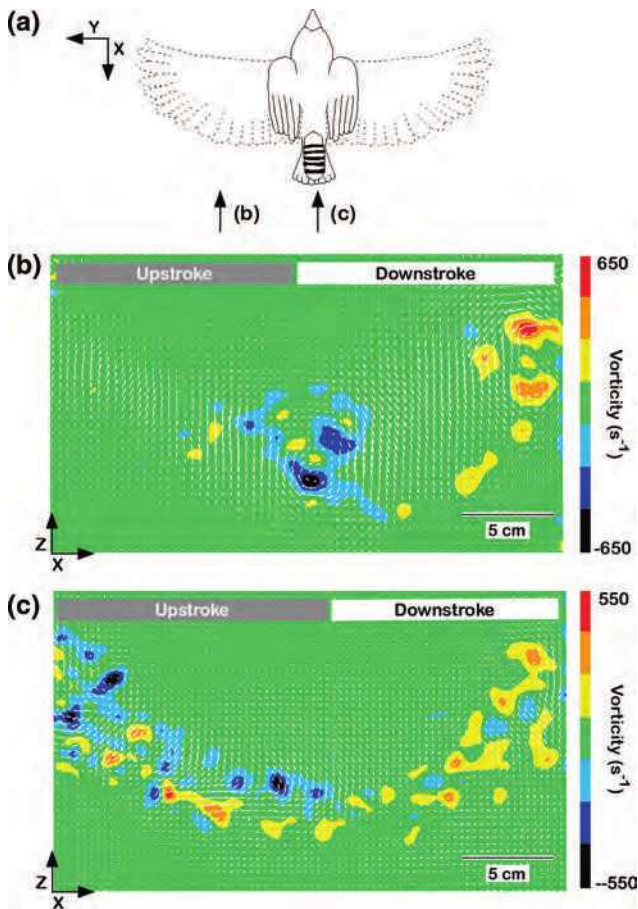 (a)
Y
X
(b)
(c)
(b)
Upstroke
Downstroke
650
Vorticity (s-1)
-650
5 cm
Z
X
(c)
Upstroke
Downstroke
550
Vorticity (s-1)
--550
5 cm
Z
X